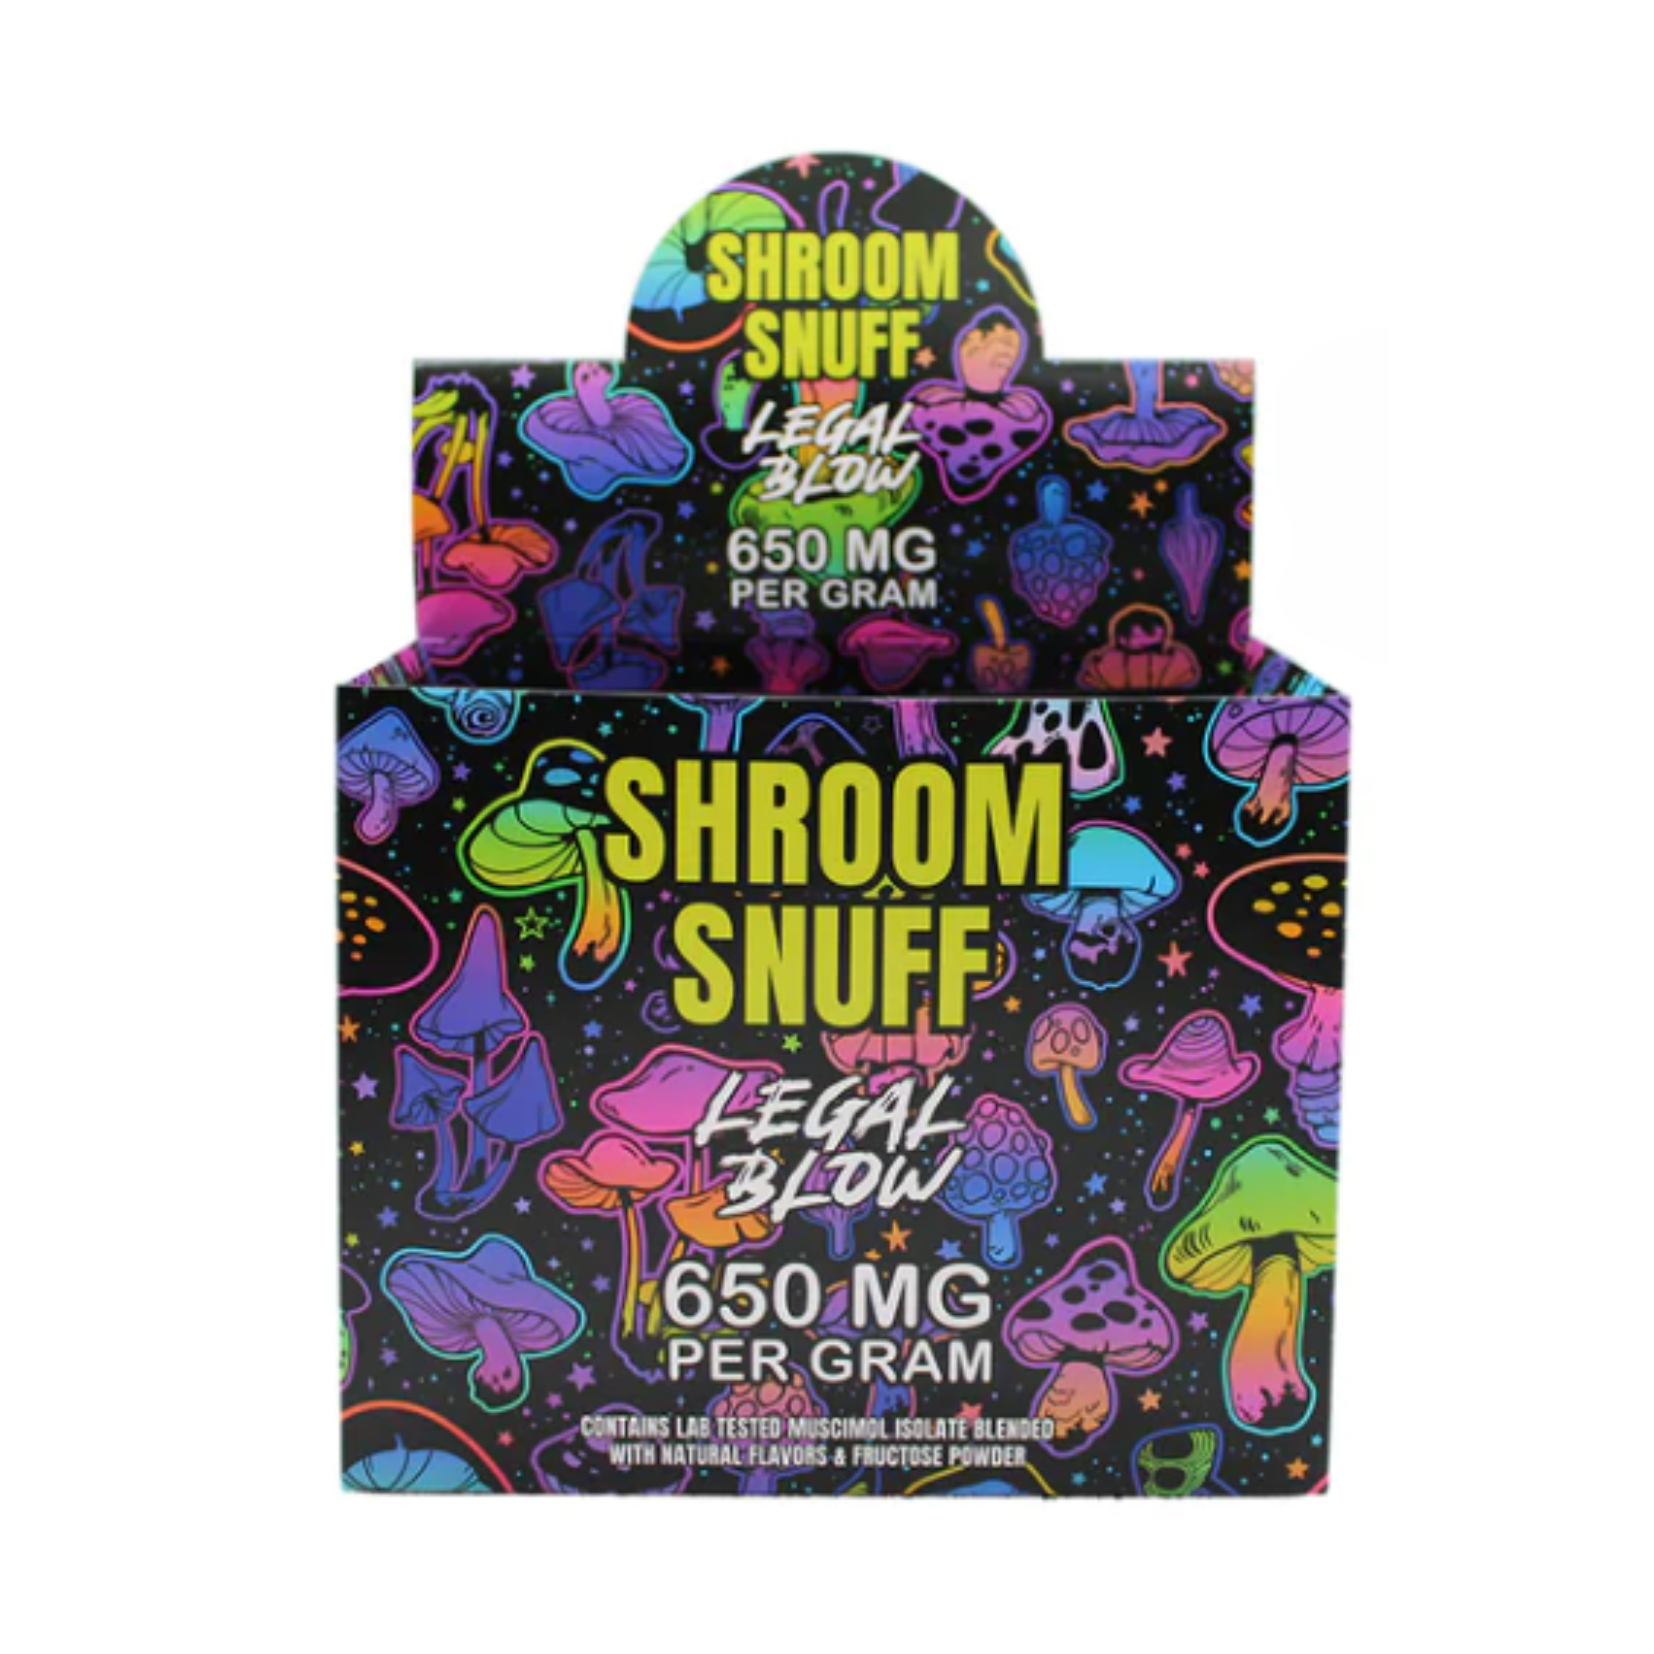 SHROOM
SNUFF
LEGAL
BLOW
650 MG
PER GRAM
SHROOM
SNUFF
LEGAL
BLOW
650 MG
PER GRAM
CONTAINS LAB TESTED MUSCIMOL ISOLATE BLENDED
WITH NATURAL FLAVORS & FRUCTOSE POWDER